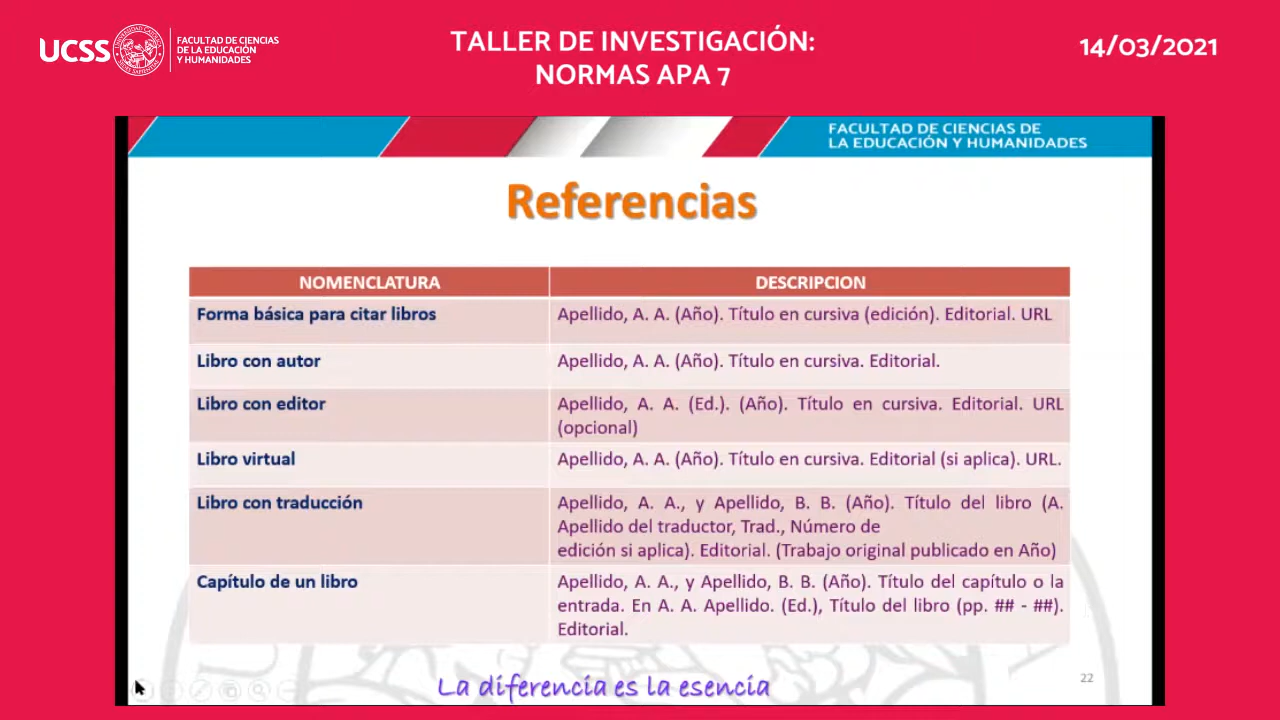 UCSS
FACULTAD DE CIENCIAS
DE LA EDUCACIÓN
Y HUMANIDADES
TALLER DE INVESTIGACIÓN:
NORMAS APA 7
14/03/2021
FACULTAD DE CIENCIAS DE
LA EDUCACIÓN Y HUMANIDADES
Referencias
NOMENCLATURA DESCRIPCION
Forma básica para citar libros Apellido, A. A. (Año). Título en cursiva (edición). Editorial. URL
Libro con autor Apellido, A. A. (Año). Título en cursiva. Editorial.
Libro con editor Apellido, A. A. (Ed.). (Año). Título en cursiva. Editorial. URL
(opcional)
Libro virtual Apellido, A. A. (Año). Título en cursiva. Editorial (si aplica). URL.
Libro con traducción Apellido, A. A., y Apellido, B. B. (Año). Título del libro (A.
Apellido del traductor, Trad., Número de
edición si aplica). Editorial. (Trabajo original publicado en Año)
Capítulo de un libro Apellido, A. A., y Apellido, B. B. (Año). Título del capítulo o la
entrada. En A. A. Apellido. (Ed.), Título del libro (pp. ## - ##).
Editorial.
La diferencia es la esencia
22